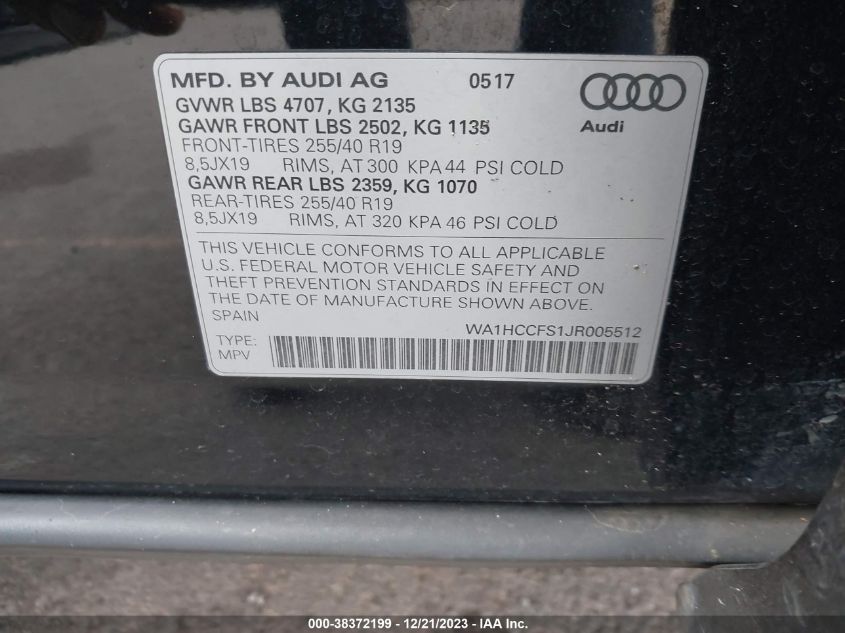 MFD. BY AUDI AG 0517
GVWR LBS 4707, KG 2135
GAWR FRONT LBS 2502, KG 1135
Audi
FRONT-TIRES 255/40 R19
8,5JX19 RIMS, AT 300 KPA 44 PSI COLD
GAWR REAR LBS 2359, KG 1070
REAR-TIRES 255/40 R19
8,5JX19 RIMS, AT 320 KPA 46 PSI COLD
THIS VEHICLE CONFORMS TO ALL APPLICABLE
U.S. FEDERAL MOTOR VEHICLE SAFETY AND
THEFT PREVENTION STANDARDS IN EFFECT ON
THE DATE OF MANUFACTURE SHOWN ABOVE.
SPAIN
WA1HCCFS1JR005512
TYPE:
MPV
000-38372199 - 12/21/2023 - COPYRIGHT IAA, LLC